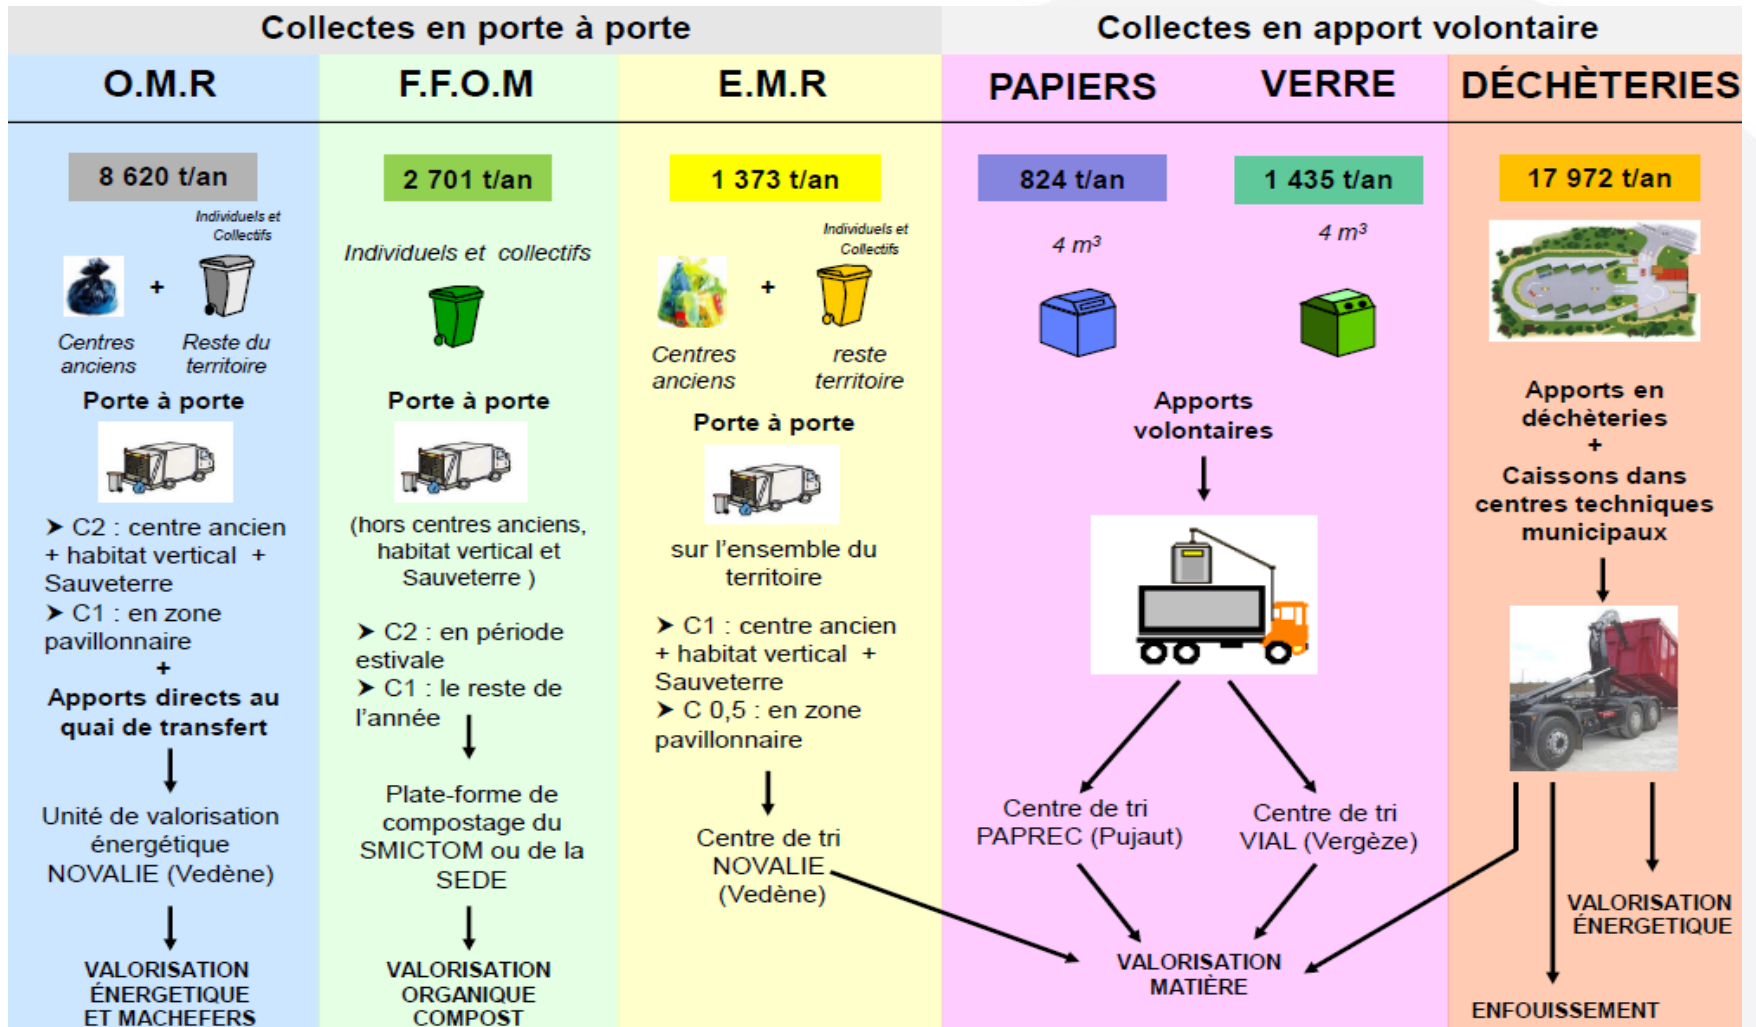 Collectes en porte à porte
Collectes en apport volontaire
O.M.R
F.F.O.M
E.M.R
PAPIERS
VERRE
DÉCHÈTERIES
8 620 t/an
2 701 t/an
1 373 t/an
824 t/an
1 435 t/an
17 972 t/an
Individuels et
Collectifs
+
Centres
anciens
Reste du
territoire
Porte à porte
➤ C2 : centre ancien
+ habitat vertical +
Sauveterre
➤ C1 : en zone
pavillonnaire
+
Apports directs au
quai de transfert
Unité de valorisation
énergétique
NOVALIE (Vedène)
VALORISATION
ÉNERGETIQUE
ET MACHEFERS
Individuels et collectifs
Porte à porte
(hors centres anciens,
habitat vertical et
Sauveterre )
➤ C2 : en période
estivale
➤ C1 : le reste de
l'année
Plate-forme de
compostage du
SMICTOM ou de la
SEDE
VALORISATION
ORGANIQUE
COMPOST
Individuels et
Collectifs
+
Centres
anciens
reste
territoire
Porte à porte
sur l'ensemble du
territoire
➤ C1 : centre ancien
+ habitat vertical +
Sauveterre
➤ C 0,5 : en zone
pavillonnaire
Centre de tri
NOVALIE
(Vedène)
4 m³
4 m³
Apports
volontaires
Centre de tri
PAPREC (Pujaut)
Centre de tri
VIAL (Vergèze)
VALORISATION
MATIÈRE
Apports en
déchèteries
+
Caissons dans
centres techniques
municipaux
VALORISATION
ÉNERGETIQUE
ENFOUISSEMENT